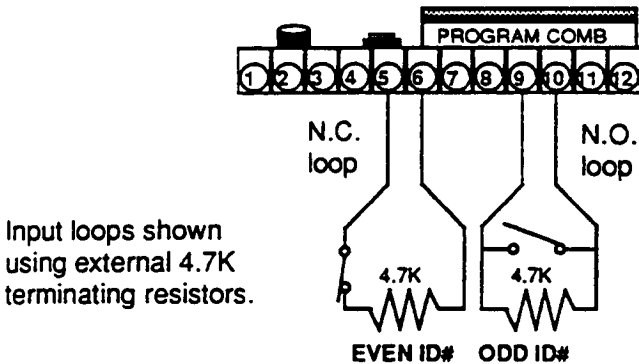 PROGRAM COMB
1 2 3 4 5 6 7 8 9 10 11 12
N.C.
loop
N.O.
loop
Input loops shown
using external 4.7K
terminating resistors.
4.7K
4.7K
EVEN ID#
ODD ID#